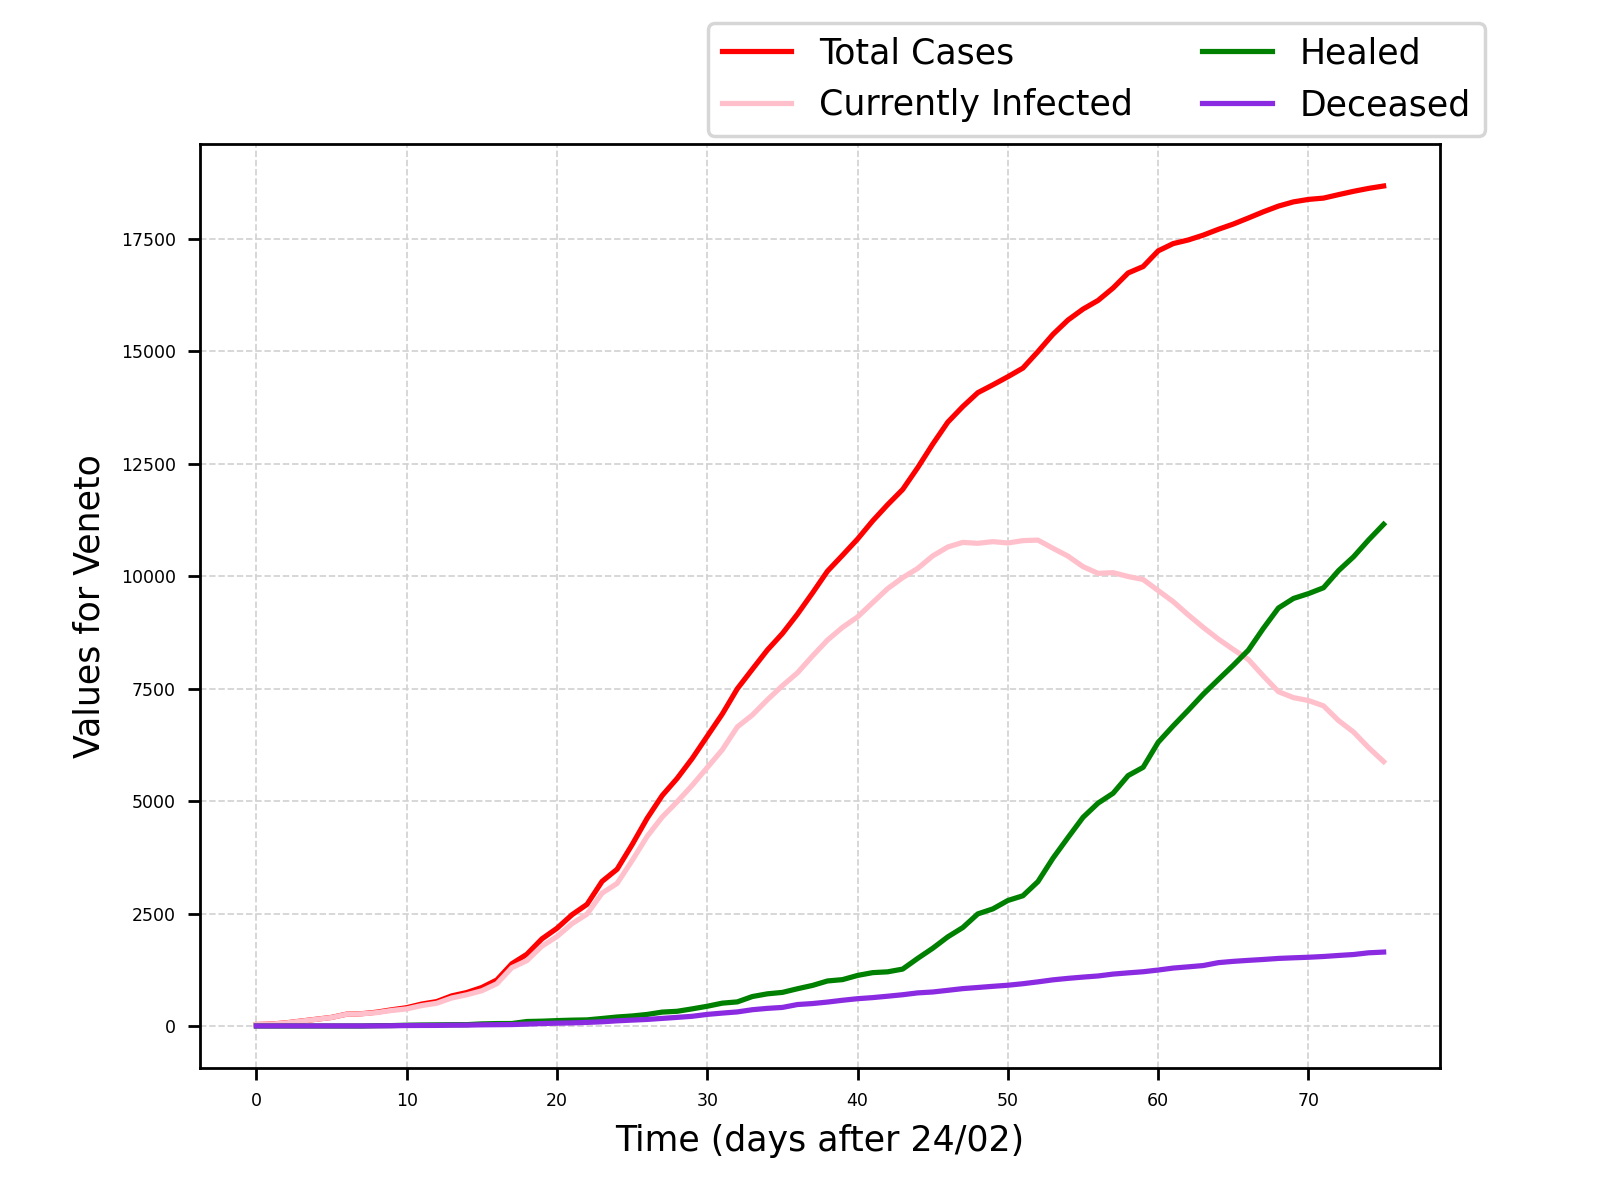 Total Cases
Currently Infected
Healed
Deceased
Values for Veneto
17500
15000
12500
10000
7500
5000
2500
0
0 10 20 30 40 50 60 70
Time (days after 24/02)